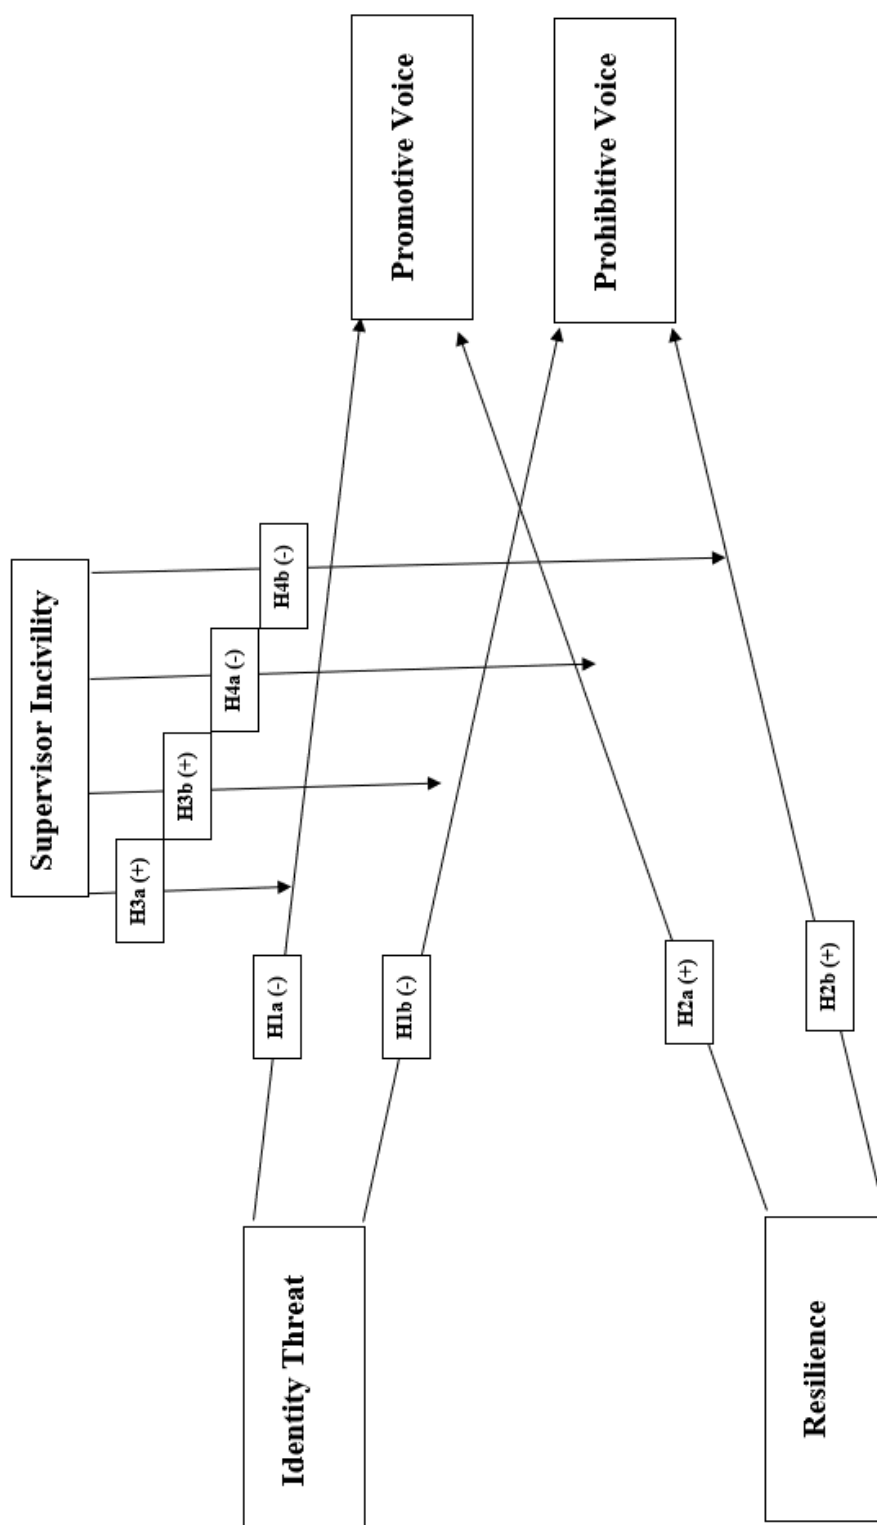 Supervisor Incivility
H3a (+)
H3b (+)
H4a (-)
H4b (-)
Identity Threat
H1a (-)
Promotive Voice
H1b (-)
Prohibitive Voice
H2a (+)
Resilience
H2b (+)